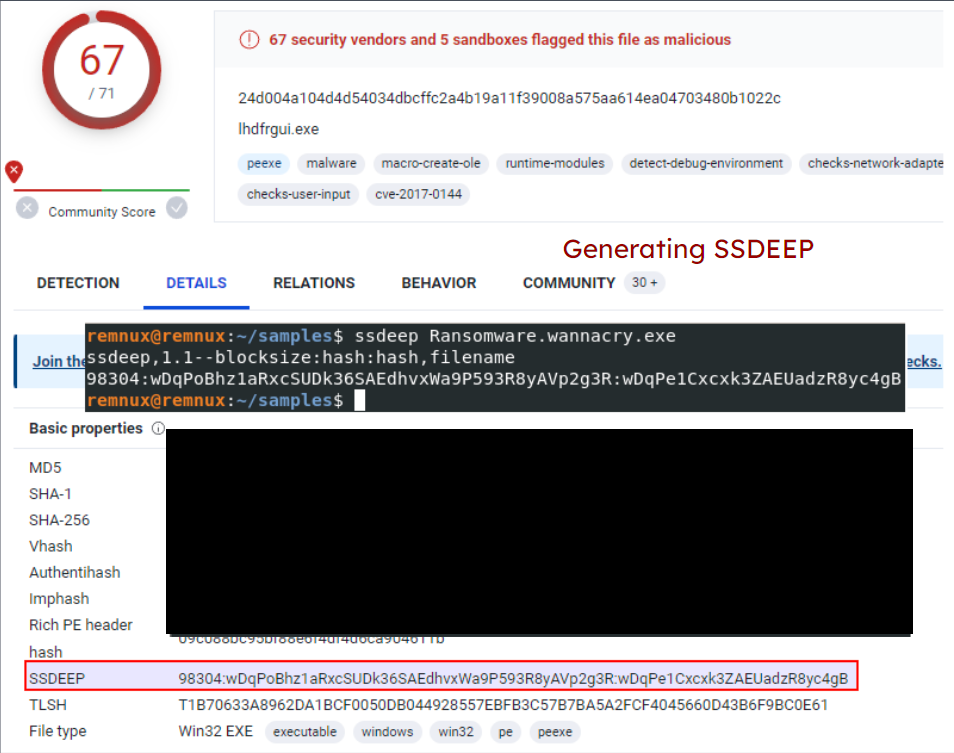 67
/ 71
67 security vendors and 5 sandboxes flagged this file as malicious
24d004a104d4d54034dbcffc2a4b19a11f39008a575aa614ea04703480b1022c
lhdfrgui.exe
peexe malware macro-create-ole runtime-modules detect-debug-environment checks-network-adapte
checks-user-input cve-2017-0144
Community Score
Generating SSDEEP
DETECTION DETAILS RELATIONS BEHAVIOR COMMUNITY 30 +
remnux@remnux:~/samples$ ssdeep Ransomware.wannacry.exe
Join the
ssdeep,1.1--blocksize:hash:hash,filename
ecks.
98304:wDqPoBhz1aRxcSUDk36SAEdhvxWa9P593R8yAVp2g3R:wDqPe1Cxcxk3ZAEUadzR8yc4gB
remnux@remnux:~/samples$
Basic properties
MD5
SHA-1
SHA-256
Vhash
Authentihash
Imphash
Rich PE header
hash
SSDEEP 98304:wDqPoBhz1aRxcSUDk36SAEdhvxWa9P593R8yAVp2g3R:wDqPe1Cxcxk3ZAEUadzR8yc4gB
TLSH T1B70633A8962DA1BCF0050DB044928557EBFB3C57B7BA5A2FCF4045660D43B6F9BC0E61
File type Win32 EXE executable windows win32 pe peexe